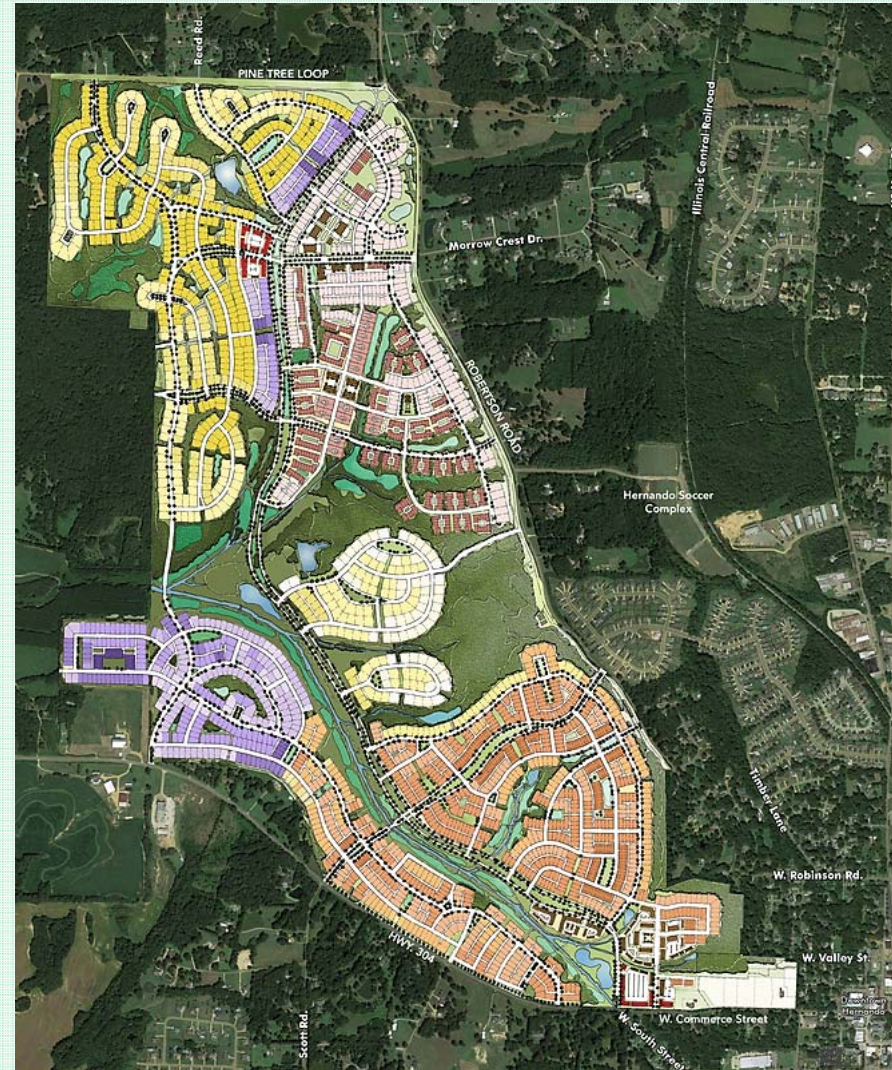 Reed Rd.
PINE TREE LOOP
Illinois Central Railroad
Morrow Crest Dr.
ROBERTSON ROAD
Hernando Soccer
Complex
Timber Lane
W. Robinson Rd.
HWY. 304
W. Valley St.
Downtown
Hernando
W. Commerce Street
Scott Rd.
W. South Street